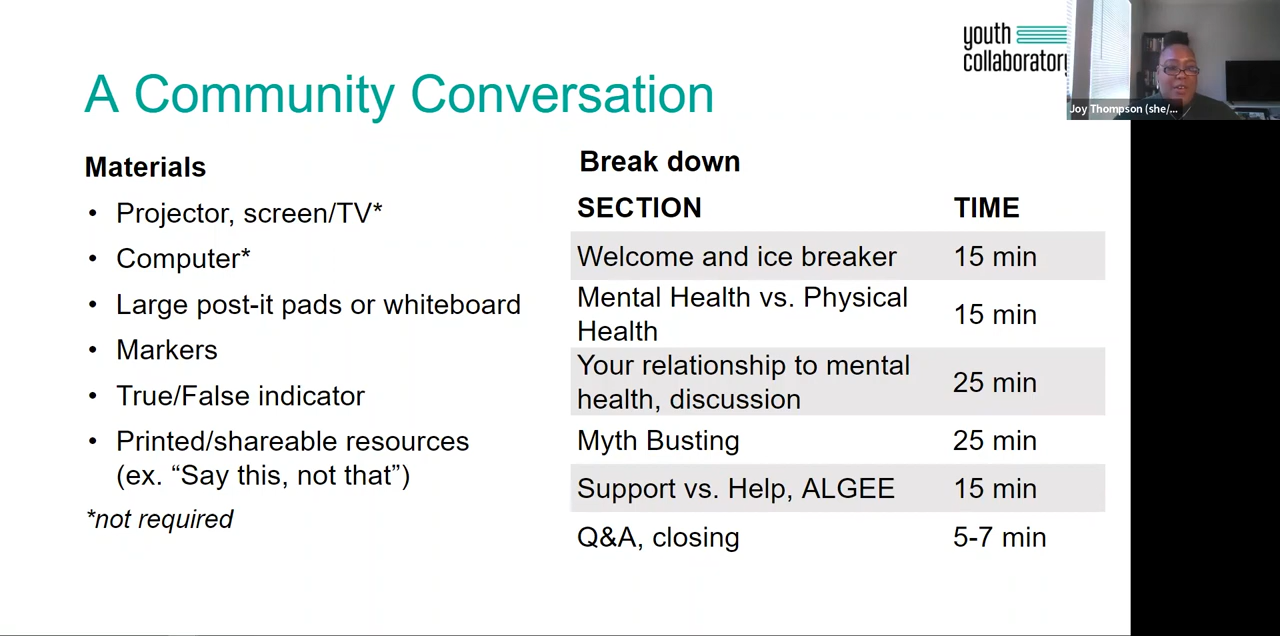 youth
collaboratory
Joy Thompson (she/...
A Community Conversation
Materials
• Projector, screen/TV*
• Computer*
• Large post-it pads or whiteboard
• Markers
• True/False indicator
• Printed/shareable resources
(ex. “Say this, not that”)
*not required
Break down
SECTION TIME
Welcome and ice breaker 15 min
Mental Health vs. Physical
Health 15 min
Your relationship to mental
health, discussion 25 min
Myth Busting 25 min
Support vs. Help, ALGEE 15 min
Q&A, closing 5-7 min